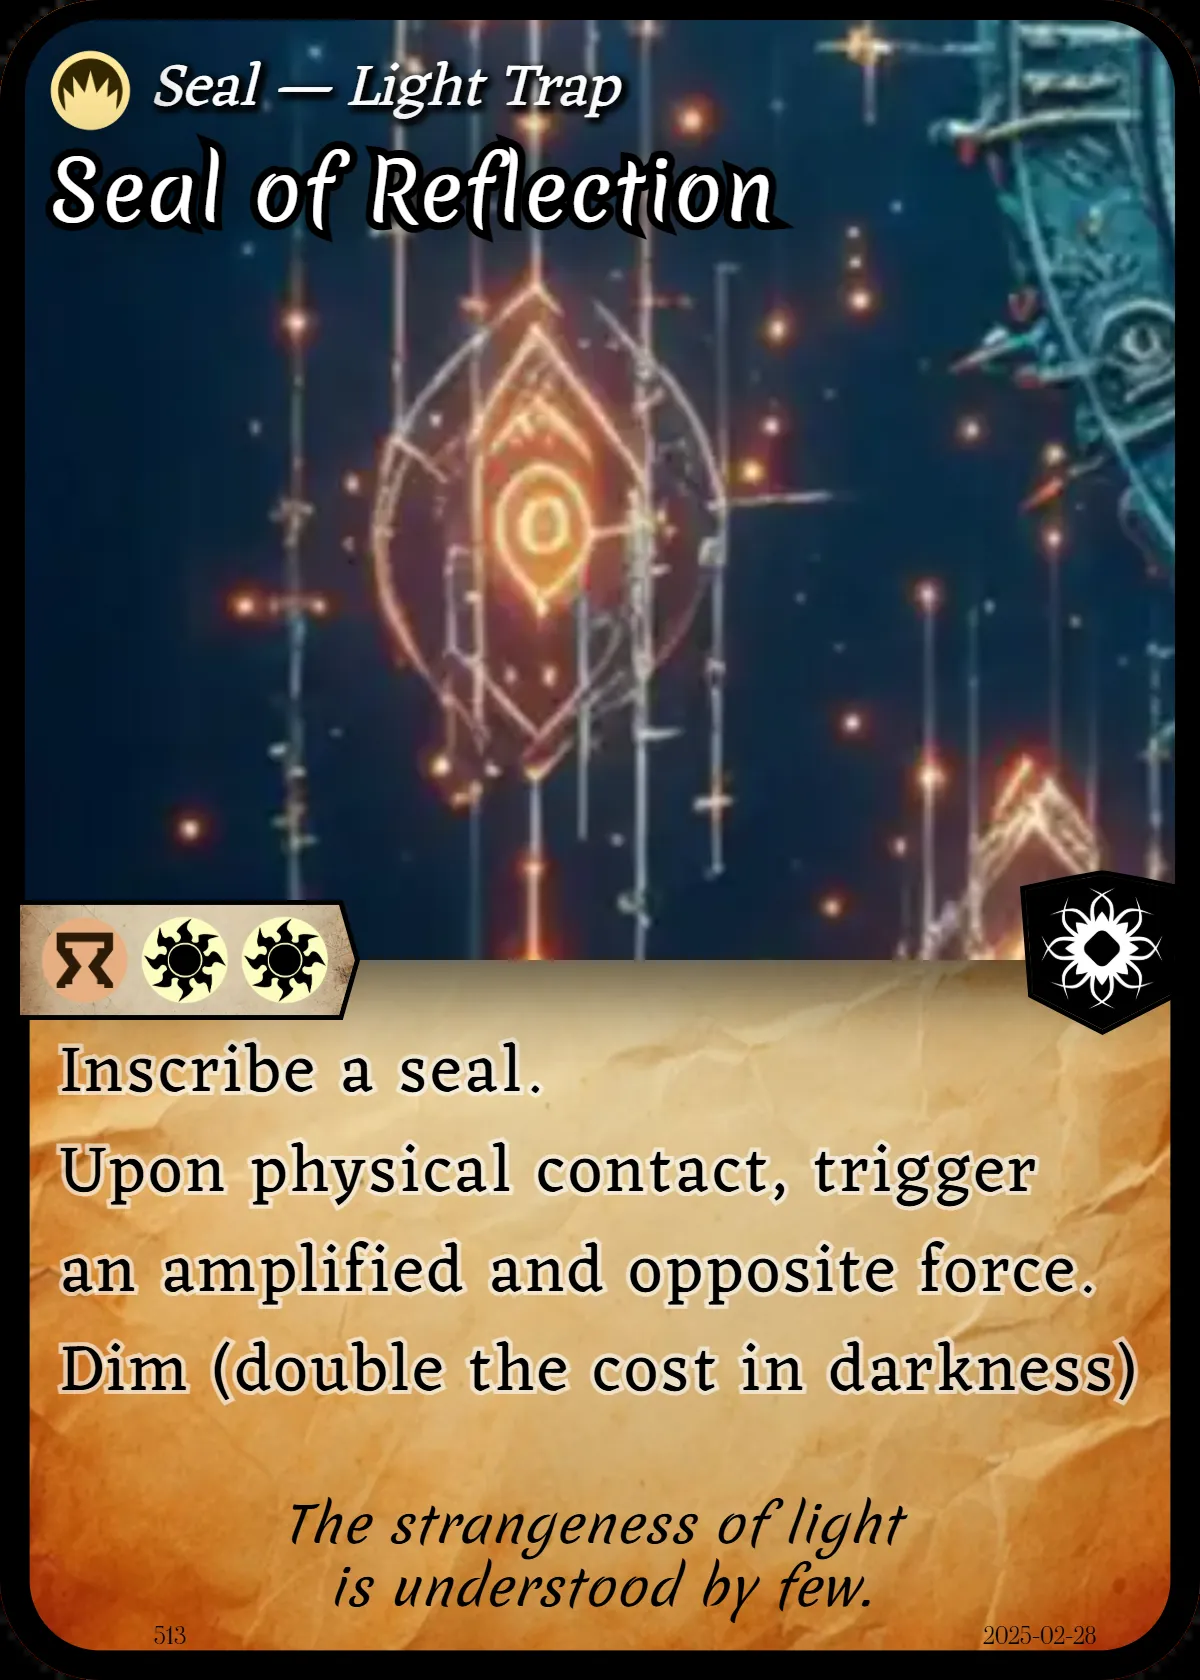 Seal — Light Trap
Seal of Reflection
Inscribe a seal.
Upon physical contact, trigger
an amplified and opposite force.
Dim (double the cost in darkness)
The strangeness of light
is understood by few.
513
2025-02-28